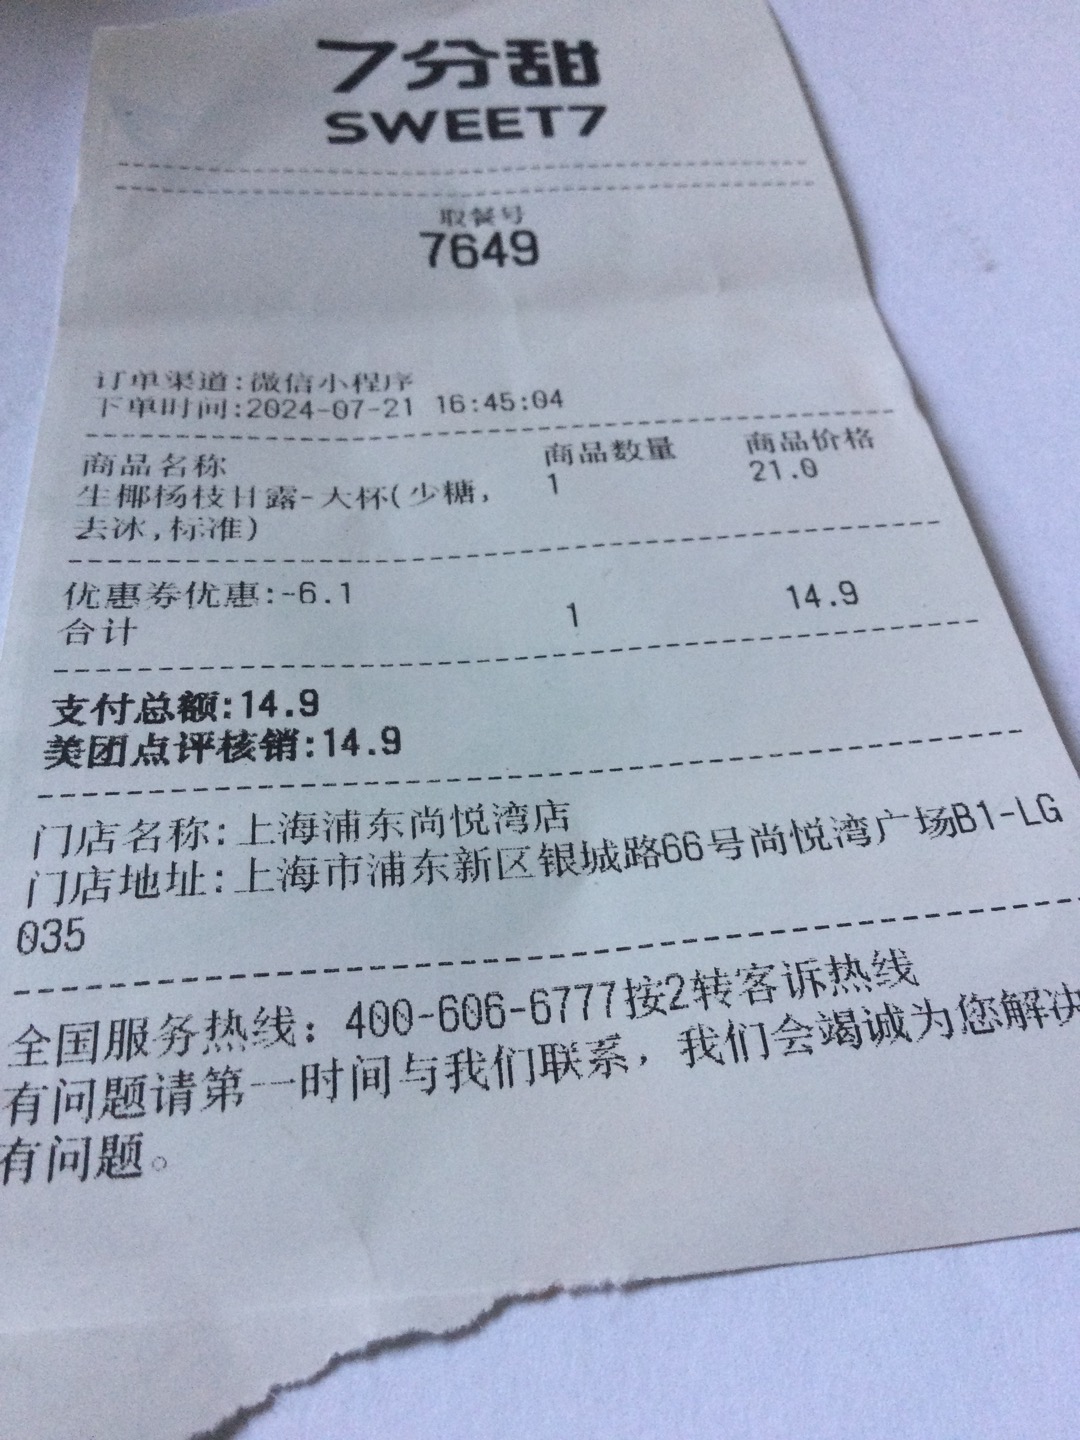 7分甜
SWEET7
取餐号
7649
订单渠道:微信小程序
下单时间:2024-07-21 16:45:04
商品名称 商品数量 商品价格
生椰杨枝甘露-大杯(少糖, 1 21.0
去冰,标准)
优惠券优惠:-6.1
合计 1 14.9
支付总额:14.9
美团点评核销:14.9
门店名称:上海浦东尚悦湾店
门店地址:上海市浦东新区银城路66号尚悦湾广场B1-LG
035
全国服务热线：400-606-6777按2转客诉热线
有问题请第一时间与我们联系，我们会竭诚为您解决
有问题。